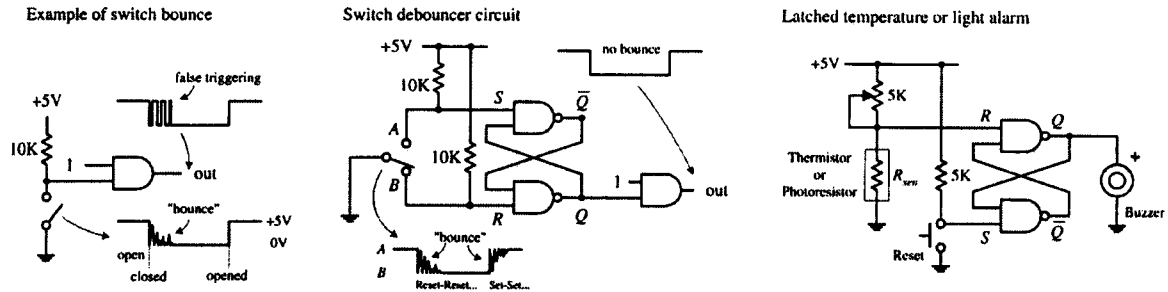 Example of switch bounce
+5V
false triggering
10K
1
out
"bounce"
+5V
0V
open
closed
opened
Switch debouncer circuit
+5V
no bounce
10K
S
Q
A
10K
B
1
out
R
Q
"bounce"
A
B
Reset-Reset...
Set-Set...
Latched temperature or light alarm
+5V
5K
R
Q
Thermistor
or
Photoresistor
Rsen
5K
+
Buzzer
S
Q
Reset